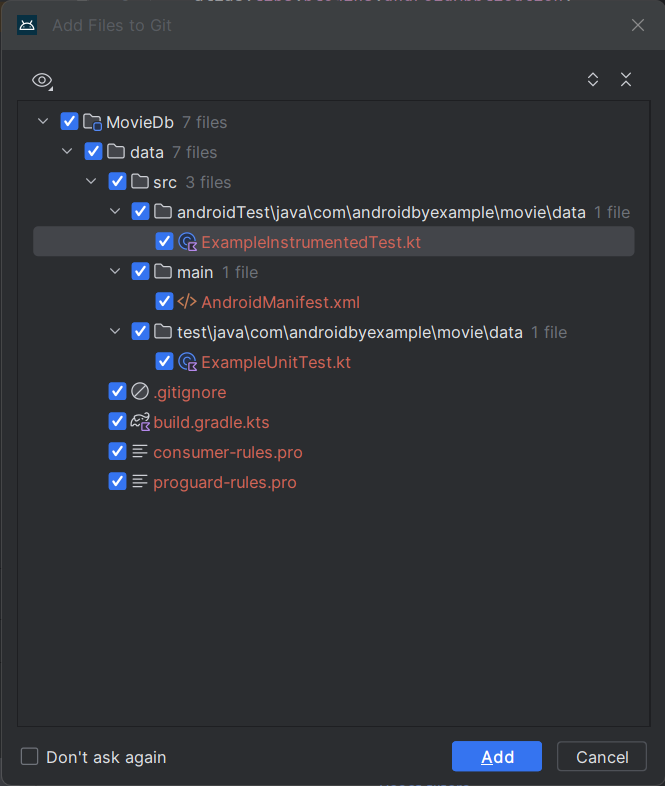 Add Files to Git
MovieDb 7 files
data 7 files
src 3 files
androidTest\java\com\androidbyexample\movie\data 1 file
ExampleInstrumentedTest.kt
main 1 file
AndroidManifest.xml
test\java\com\androidbyexample\movie\data 1 file
ExampleUnitTest.kt
.gitignore
build.gradle.kts
consumer-rules.pro
proguard-rules.pro
Don't ask again
Add
Cancel